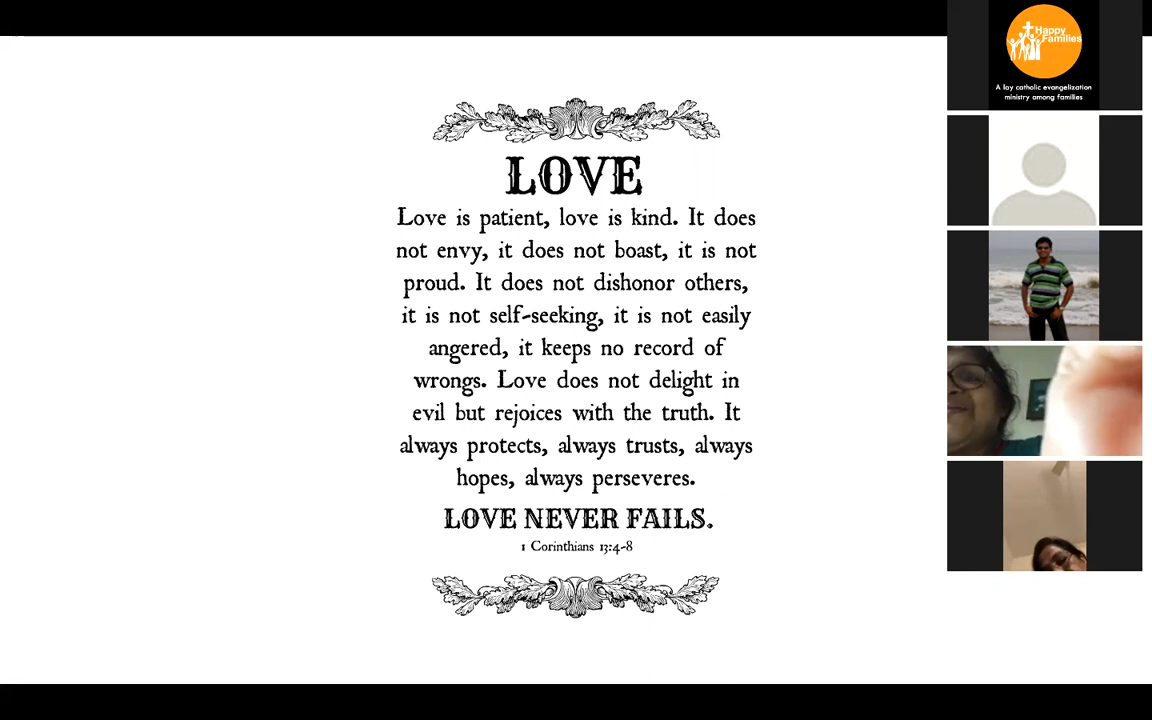 LOVE
Love is patient, love is kind. It does
not envy, it does not boast, it is not
proud. It does not dishonor others,
it is not self-seeking, it is not easily
angered, it keeps no record of
wrongs. Love does not delight in
evil but rejoices with the truth. It
always protects, always trusts, always
hopes, always perseveres.
LOVE NEVER FAILS.
1 Corinthians 13:4-8
Happy
Families
A lay catholic evangelization
ministry among families